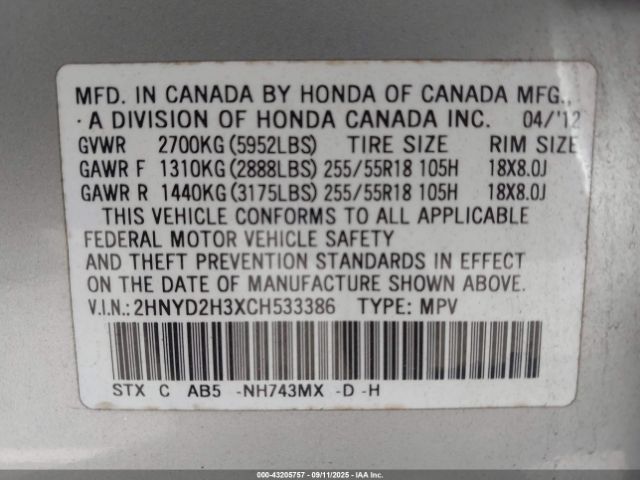 MFD. IN CANADA BY HONDA OF CANADA MFG.,
A DIVISION OF HONDA CANADA INC. 04/'12
GVWR 2700KG(5952LBS) TIRE SIZE RIM SIZE
GAWR F 1310KG(2888LBS) 255/55R18 105H 18X8.0J
GAWR R 1440KG(3175LBS) 255/55R18 105H 18X8.0J
THIS VEHICLE CONFORMS TO ALL APPLICABLE
FEDERAL MOTOR VEHICLE SAFETY
AND THEFT PREVENTION STANDARDS IN EFFECT
ON THE DATE OF MANUFACTURE SHOWN ABOVE.
V.I.N.: 2HNYD2H3XCH533386 TYPE: MPV
STX C AB5 -NH743MX -D -H
000-43205757 - 09/11/2025 - IAAI Inc.